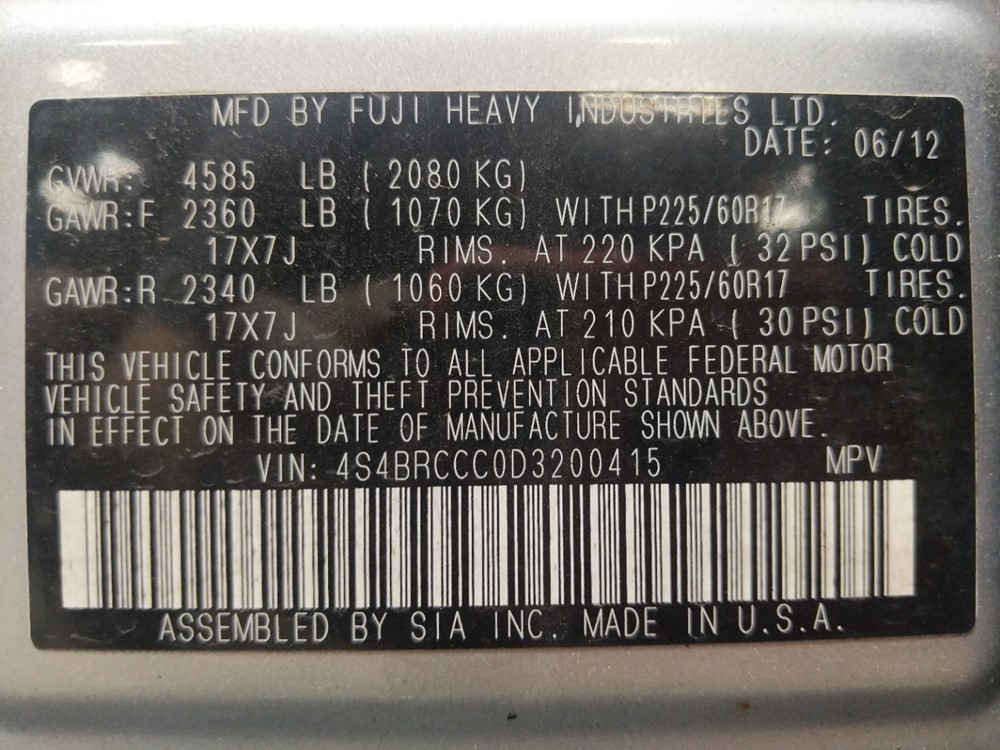 MFD BY FUJI HEAVY INDUSTRIES LTD.
DATE: 06/12
GVWR: 4585 LB ( 2080 KG)
GAWR:F 2360 LB ( 1070 KG) WITH P225/60R17 TIRES.
17X7J RIMS. AT 220 KPA ( 32 PSI) COLD
GAWR:R 2340 LB ( 1060 KG) WITH P225/60R17 TIRES.
17X7J RIMS. AT 210 KPA ( 30 PSI) COLD
THIS VEHICLE CONFORMS TO ALL APPLICABLE FEDERAL MOTOR
VEHICLE SAFETY AND THEFT PREVENTION STANDARDS
IN EFFECT ON THE DATE OF MANUFACTURE SHOWN ABOVE.
VIN: 4S4BRCCC0D3200415 MPV
ASSEMBLED BY SIA INC. MADE IN U.S.A.